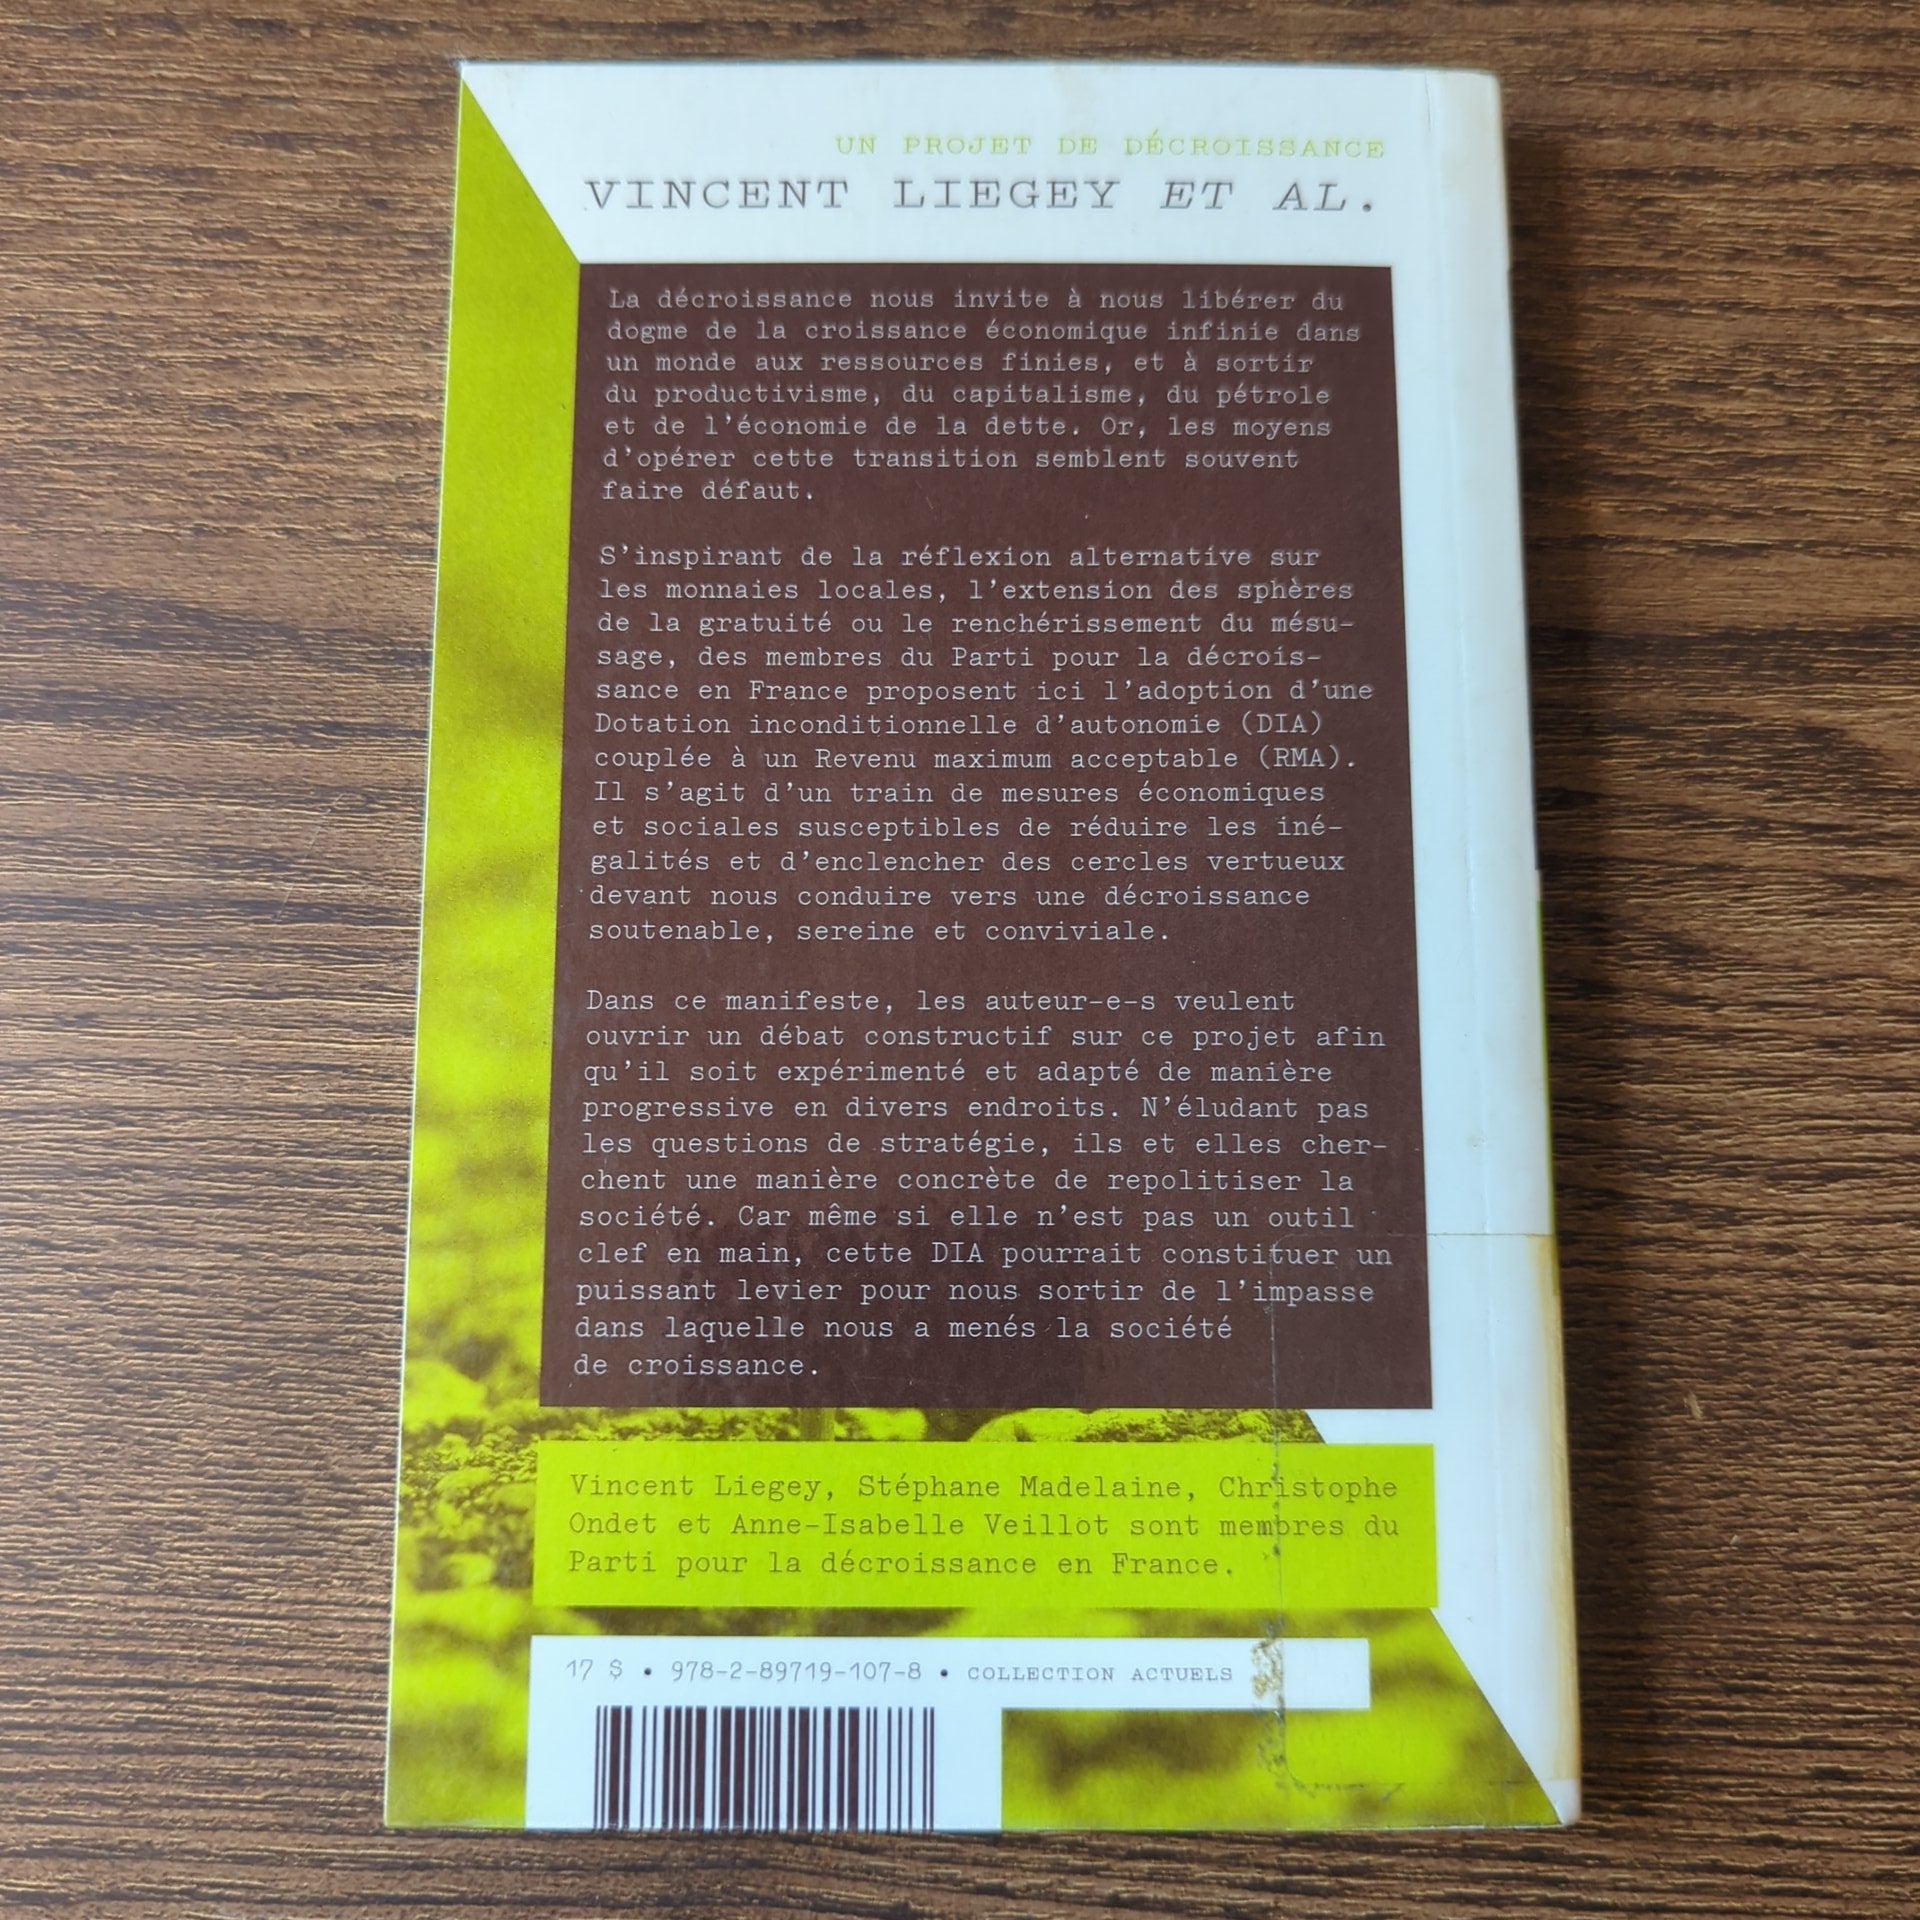 UN PROJET DE DÉCROISSANCE
VINCENT LIEGEY ET AL.
La décroissance nous invite à nous libérer du
dogme de la croissance économique infinie dans
un monde aux ressources finies, et à sortir
du productivisme, du capitalisme, du pétrole
et de l'économie de la dette. Or, les moyens
d'opérer cette transition semblent souvent
faire défaut.
S'inspirant de la réflexion alternative sur
les monnaies locales, l'extension des sphères
de la gratuité ou le renchérissement du mésu-
sage, des membres du Parti pour la décrois-
sance en France proposent ici l'adoption d'une
Dotation inconditionnelle d'autonomie (DIA)
couplée à un Revenu maximum acceptable (RMA).
Il s'agit d'un train de mesures économiques
et sociales susceptibles de réduire les iné-
galités et d'enclencher des cercles vertueux
devant nous conduire vers une décroissance
soutenable, sereine et conviviale.
Dans ce manifeste, les auteur-e-s veulent
ouvrir un débat constructif sur ce projet afin
qu'il soit expérimenté et adapté de manière
progressive en divers endroits. N'éludant pas
les questions de stratégie, ils et elles cher-
chent une manière concrète de repolitiser la
société. Car même si elle n'est pas un outil
clef en main, cette DIA pourrait constituer un
puissant levier pour nous sortir de l'impasse
dans laquelle nous a menés la société
de croissance.
Vincent Liegey, Stéphane Madelaine, Christophe
Ondet et Anne-Isabelle Veillot sont membres du
Parti pour la décroissance en France.
17 $ • 978-2-89719-107-8 • COLLECTION ACTUELS